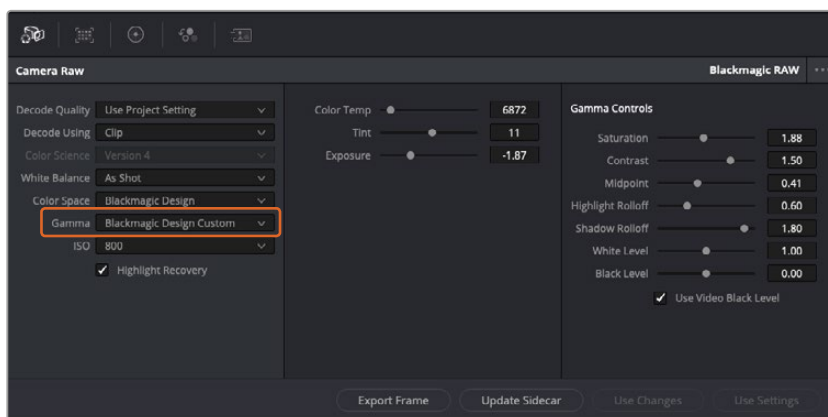 Camera Raw
Blackmagic RAW
Decode Quality Use Project Setting
Decode Using Clip
Color Science Version 4
White Balance As Shot
Color Space Blackmagic Design
Gamma Blackmagic Design Custom
ISO 800
Highlight Recovery
Color Temp 6872
Tint 11
Exposure -1.87
Gamma Controls
Saturation 1.88
Contrast 1.50
Midpoint 0.41
Highlight Rolloff 0.60
Shadow Rolloff 1.80
White Level 1.00
Black Level 0.00
Use Video Black Level
Export Frame
Update Sidecar
Use Changes
Use Settings